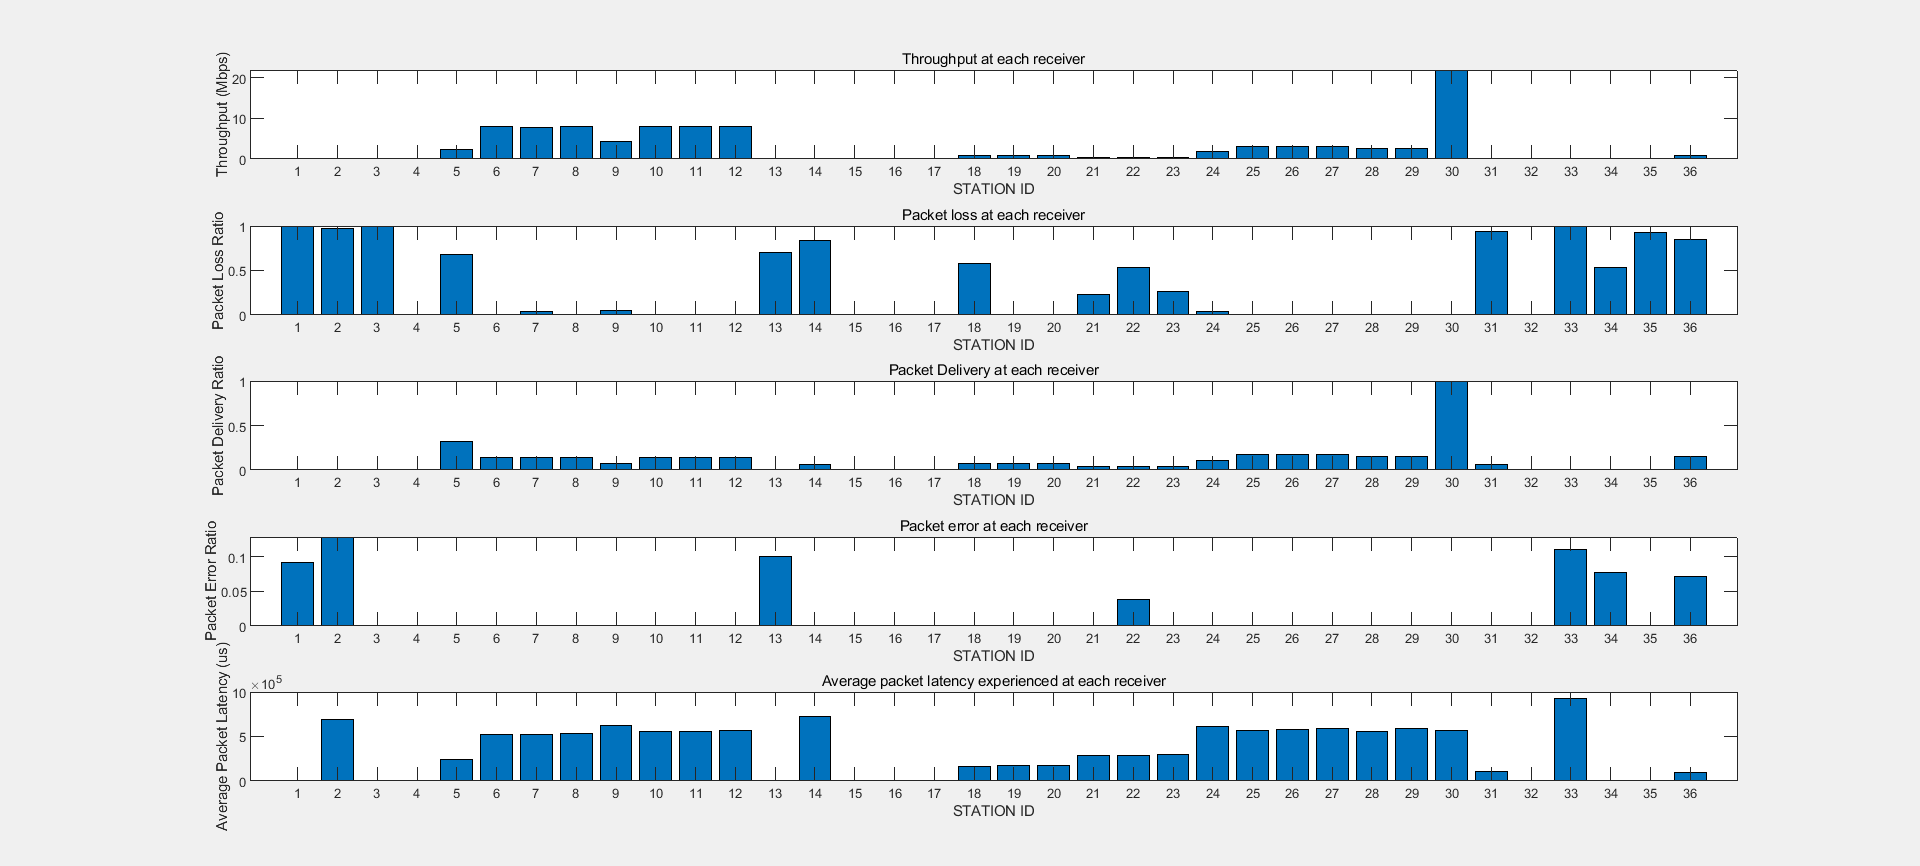 Throughput at each receiver
Throughput (Mbps)
20
10
0
1 2 3 4 5 6 7 8 9 10 11 12 13 14 15 16 17 18 19 20 21 22 23 24 25 26 27 28 29 30 31 32 33 34 35 36
STATION ID
Packet loss at each receiver
Packet Loss Ratio
1
0.5
0
1 2 3 4 5 6 7 8 9 10 11 12 13 14 15 16 17 18 19 20 21 22 23 24 25 26 27 28 29 30 31 32 33 34 35 36
STATION ID
Packet Delivery at each receiver
Packet Delivery Ratio
1
0.5
0
1 2 3 4 5 6 7 8 9 10 11 12 13 14 15 16 17 18 19 20 21 22 23 24 25 26 27 28 29 30 31 32 33 34 35 36
STATION ID
Packet error at each receiver
Packet Error Ratio
0.1
0.05
0
1 2 3 4 5 6 7 8 9 10 11 12 13 14 15 16 17 18 19 20 21 22 23 24 25 26 27 28 29 30 31 32 33 34 35 36
STATION ID
Average packet latency experienced at each receiver
Average Packet Latency (us)
×10⁵
10
5
0
1 2 3 4 5 6 7 8 9 10 11 12 13 14 15 16 17 18 19 20 21 22 23 24 25 26 27 28 29 30 31 32 33 34 35 36
STATION ID